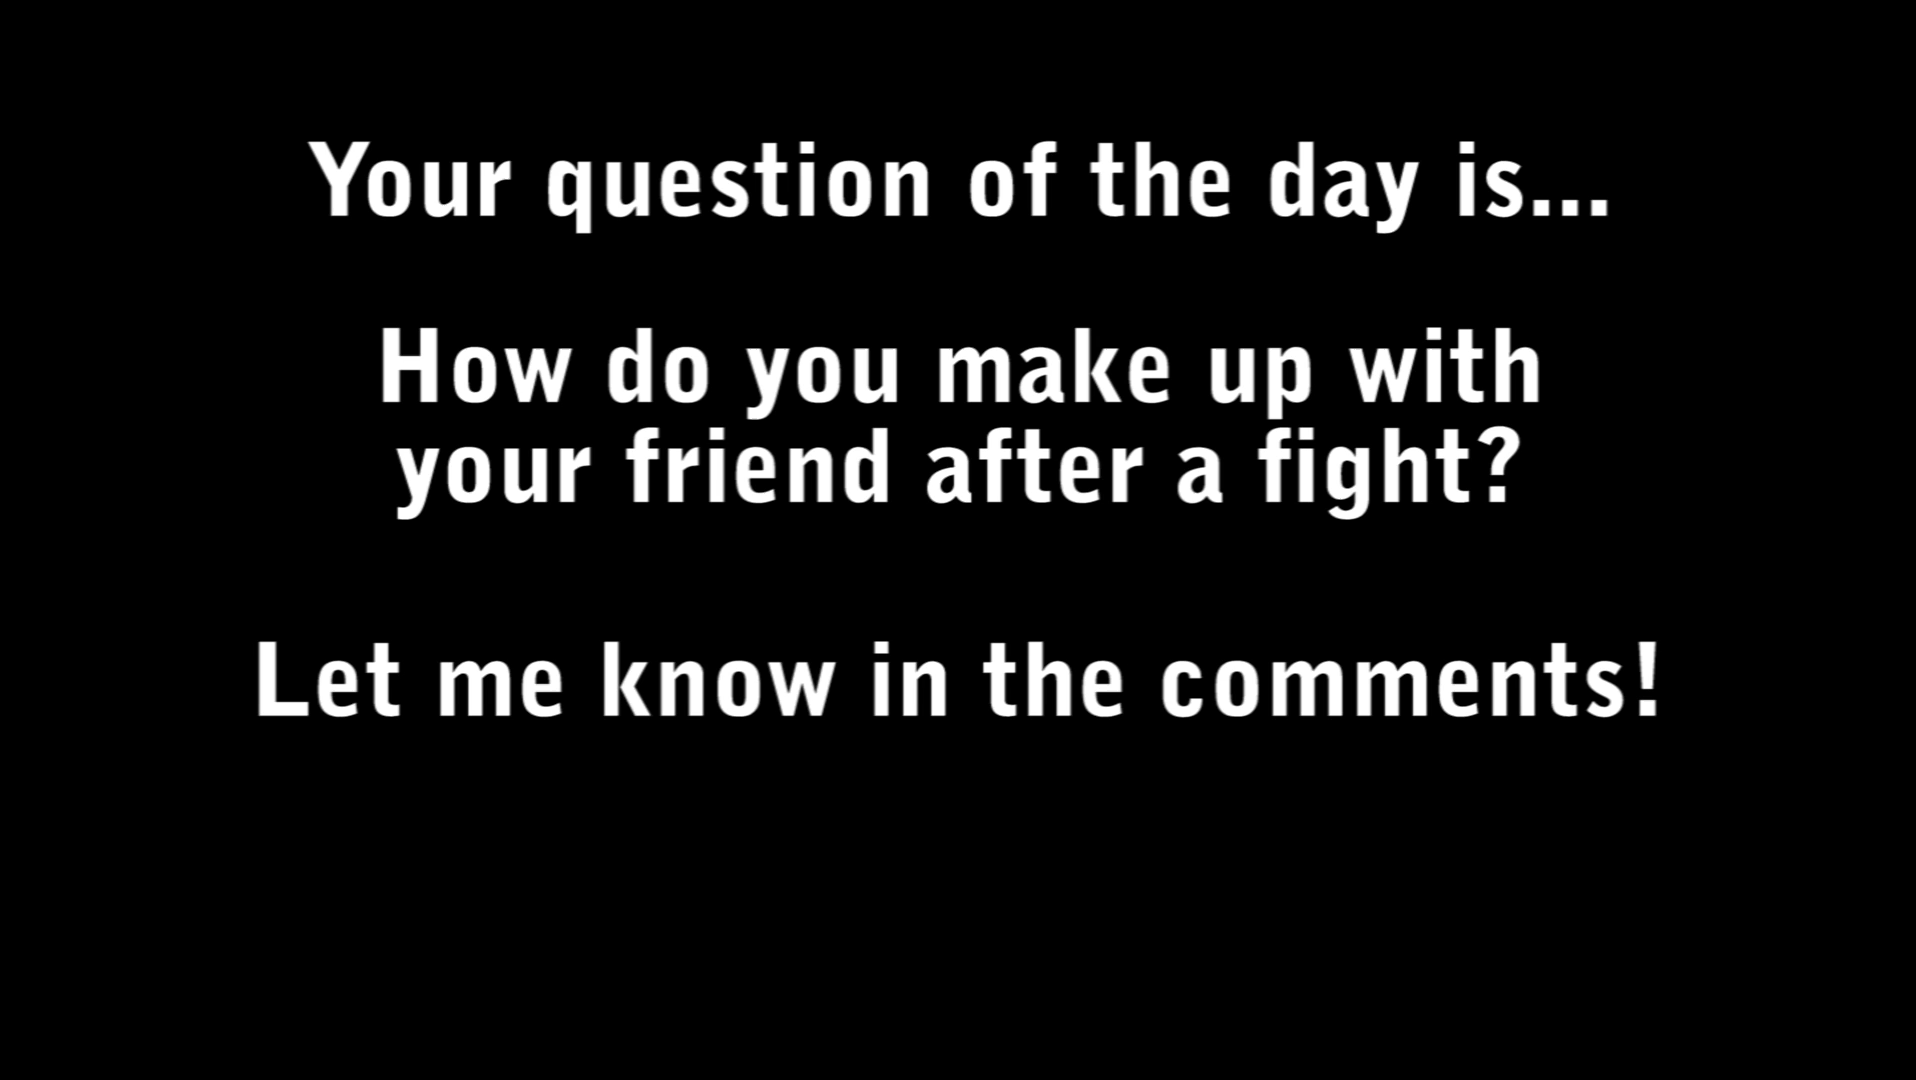 Your question of the day is...
How do you make up with
your friend after a fight?
Let me know in the comments!